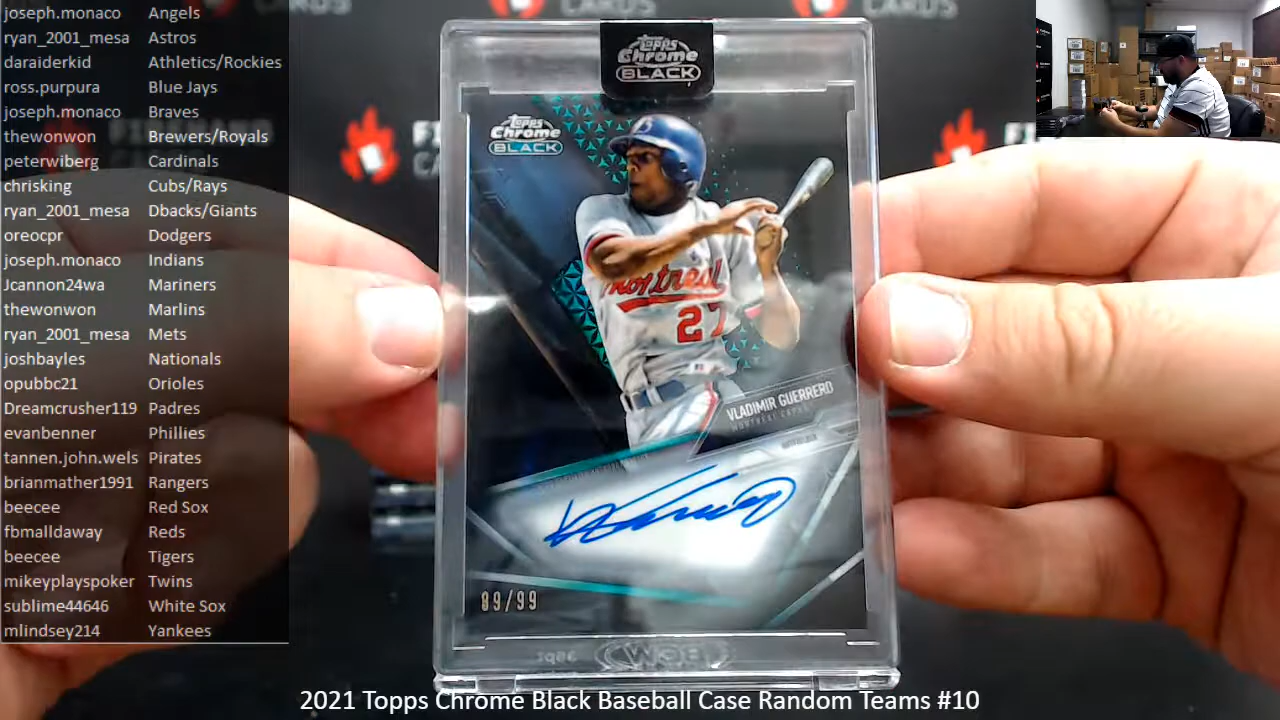 joseph.monaco Angels
ryan_2001_mesa Astros
daraiderkid Athletics/Rockies
ross.purpura Blue Jays
joseph.monaco Braves
thewonwon Brewers/Royals
peterwiberg Cardinals
chrisking Cubs/Rays
ryan_2001_mesa Dbacks/Giants
oreocpr Dodgers
joseph.monaco Indians
Jcannon24wa Mariners
thewonwon Marlins
ryan_2001_mesa Mets
joshbayles Nationals
opubbc21 Orioles
Dreamcrusher119 Padres
evanbenner Phillies
tannen.john.wels Pirates
brianmather1991 Rangers
beecee Red Sox
fbmalldaway Reds
beecee Tigers
mikeyplayspoker Twins
sublime44646 White Sox
mlindsey214 Yankees
CARDS
CARDS
Topps
Chrome
BLACK
Topps
Chrome
BLACK
Montreal
27
VLADIMIR GUERRERO
MONTREAL EXPOS
89/99
2021 Topps Chrome Black Baseball Case Random Teams #10